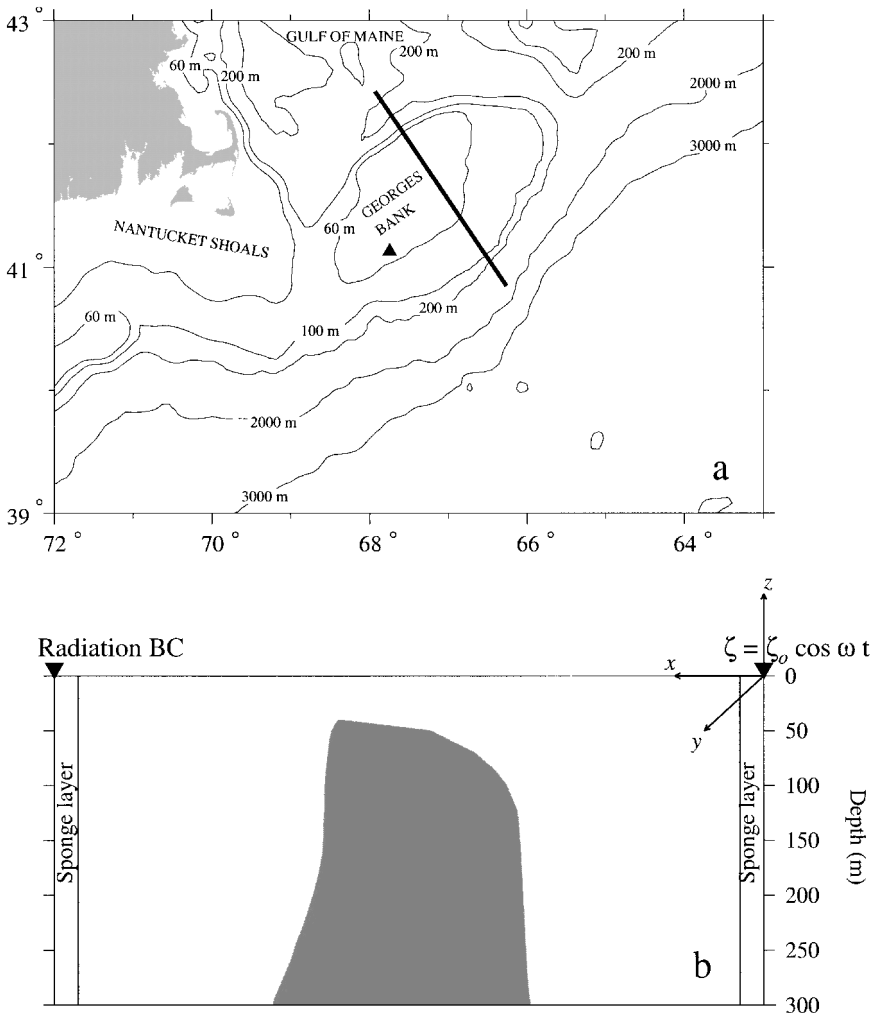 43 °
GULF OF MAINE
60 m
200 m
200 m
200 m
2000 m
3000 m
GEORGES
BANK
60 m
NANTUCKET SHOALS
41 °
200 m
60 m
100 m
2000 m
a
3000 m
39 °
72 °
70 °
68 °
66 °
64 °
z
Radiation BC
ζ = ζo cos ω t
x
0
y
50
100
Sponge layer
Sponge layer
150
Depth (m)
200
250
b
300